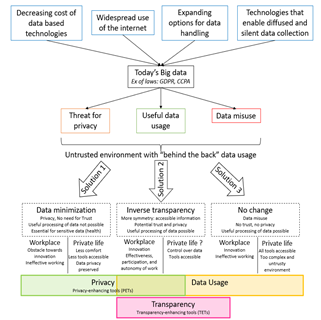 Decreasing cost of
data based
technologies
Widespread use of
the internet
Expanding
options for data
handling
Technologies that
enable diffused and
silent data collection
Today's Big data
Ex of laws: GDPR, CCPA
Threat for
privacy
Useful data
usage
Data misuse
Untrusted environment with "behind the back" data usage
Solution 1
Solution 2
Solution 3
Data minimization
Privacy, No need for Trust
Useful processing of data not possible
Essential for sensitive data (health)
Inverse transparency
More symmetry, accessible information
Potential trust and privacy
Useful processing of data possible
No change
Data misuse
No trust, no privacy
Useful processing of data possible
Workplace
Obstacle towards
innovation
Ineffective working
Private life
Less comfort
Less tools accessible
Data privacy
preserved
Workplace
Innovation
Effectiveness,
participation, and
autonomy of work
Private life ?
Control over data
Tools accessible
Workplace
Innovation
Ineffective working
Private life
All tools accessible
Too complex and
untrusty
environment
Privacy
Privacy-enhancing tools (PETs)
Data Usage
Transparency
Transparency-enhancing tools (TETs)